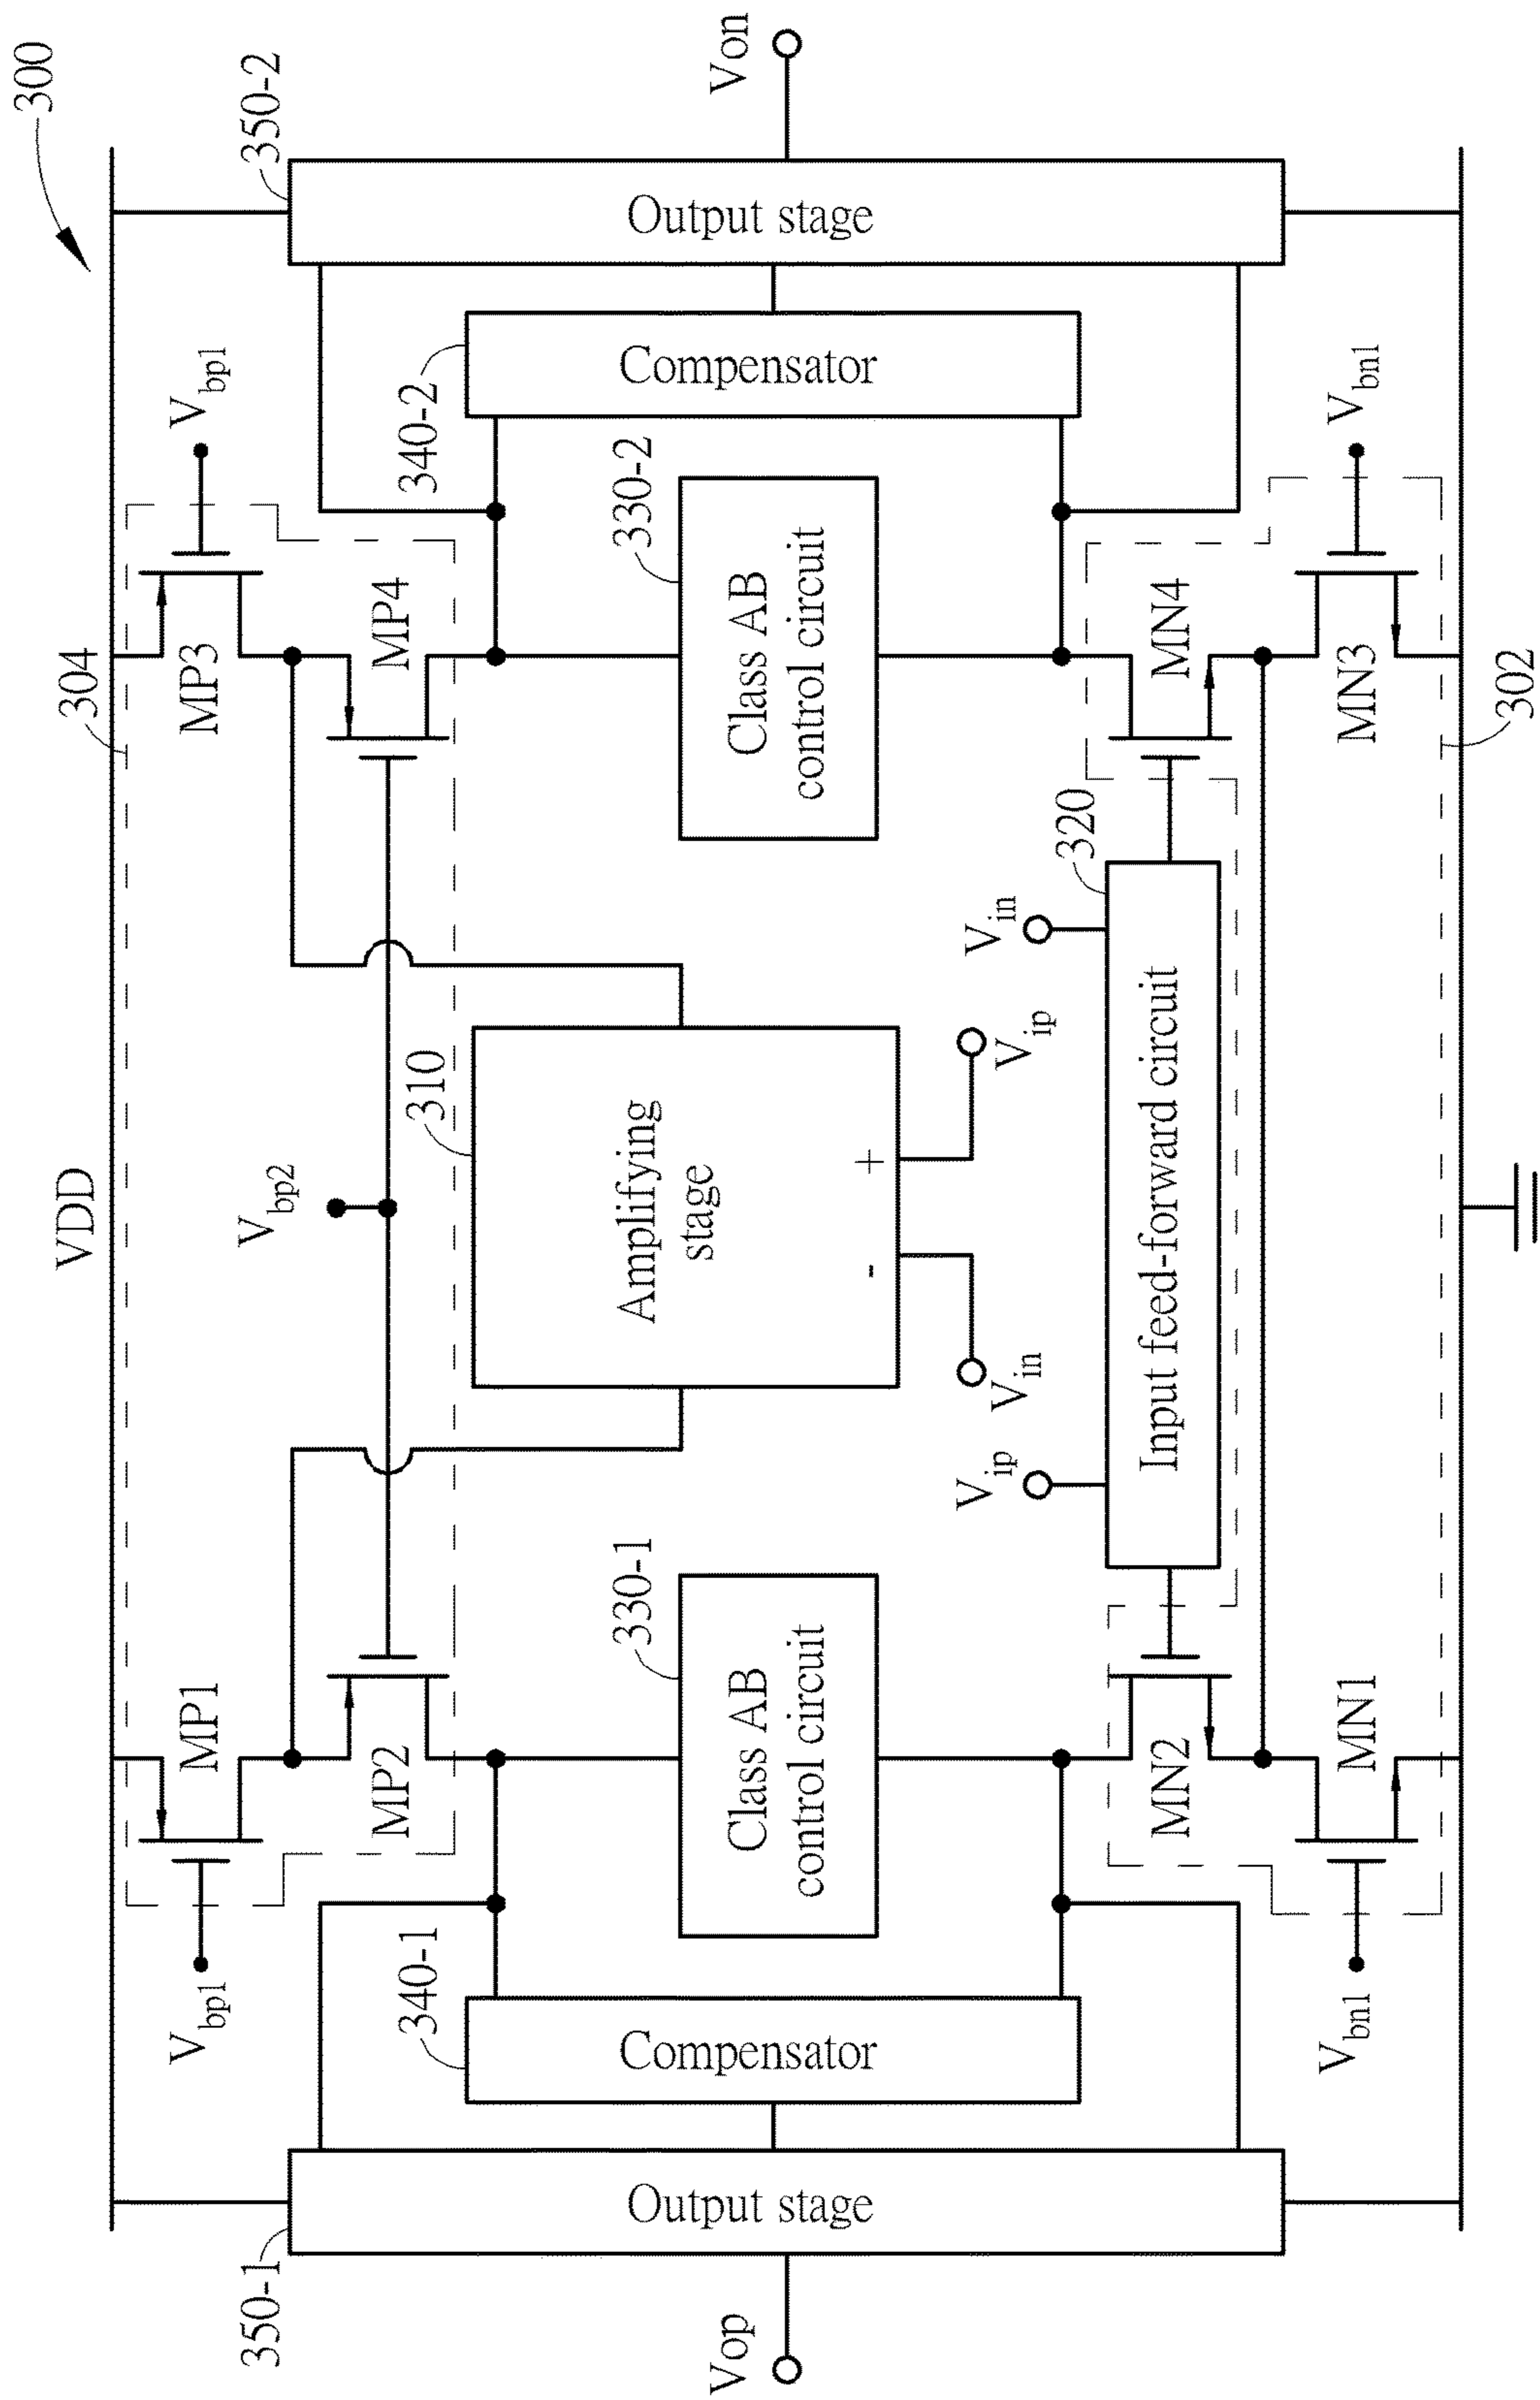 300
VDD
304
302
Vbp1
MP1
MP3
Vbp1
Vbp2
MP2
MP4
350-1
350-2
310
340-1
340-2
330-1
330-2
Vop
Output stage
Compensator
Class AB
control circuit
Amplifying
stage
-
+
Vin
Vip
Class AB
control circuit
Compensator
Output stage
Von
Vip
Vin
320
Input feed-forward circuit
MN2
MN4
Vbn1
MN1
MN3
Vbn1